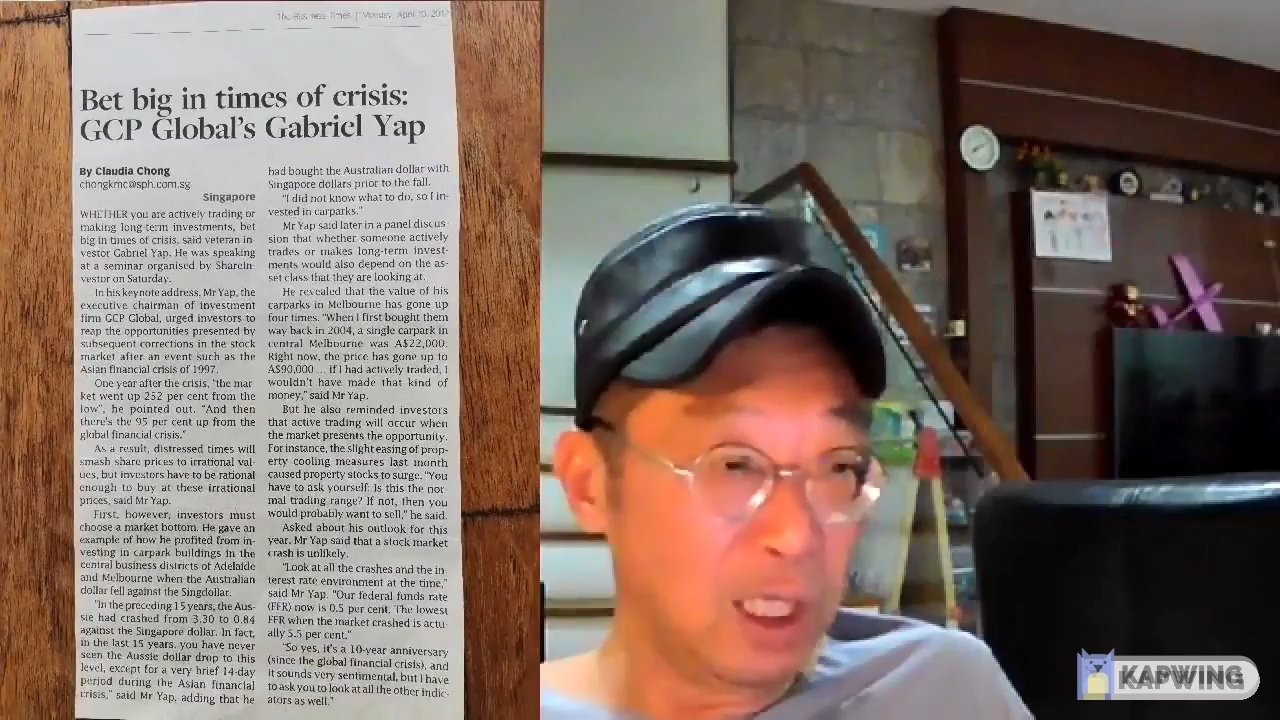 The Business Times | Monday, April 10, 2017
Bet big in times of crisis:
GCP Global's Gabriel Yap
By Claudia Chong
chongkmc@sph.com.sg
Singapore
WHETHER you are actively trading or
making long-term investments, bet
big in times of crisis, said veteran in-
vestor Gabriel Yap. He was speaking
at a seminar organised by ShareIn-
vestor on Saturday.
In his keynote address, Mr Yap, the
executive chairman of investment
firm GCP Global, urged investors to
reap the opportunities presented by
subsequent corrections in the stock
market after an event such as the
Asian financial crisis of 1997.
One year after the crisis, "the mar-
ket went up 252 per cent from the
low", he pointed out. "And then
there's the 95 per cent up from the
global financial crisis."
As a result, distressed times will
smash share prices to irrational val-
ues, but investors have to be rational
enough to buy at these irrational
prices, said Mr Yap.
First, however, investors must
choose a market bottom. He gave an
example of how he profited from in-
vesting in carpark buildings in the
central business districts of Adelaide
and Melbourne when the Australian
dollar fell against the Singdollar.
"In the preceding 15 years, the Aus-
sie had crashed from 3.30 to 0.84
against the Singapore dollar. In fact,
in the last 15 years, you have never
seen the Aussie dollar drop to this
level, except for a very brief 14-day
period during the Asian financial
crisis," said Mr Yap, adding that he
had bought the Australian dollar with
Singapore dollars prior to the fall.
"I did not know what to do, so I in-
vested in carparks."
Mr Yap said later in a panel discus-
sion that whether someone actively
trades or makes long-term invest-
ments would also depend on the as-
set class that they are looking at.
He revealed that the value of his
carparks in Melbourne has gone up
four times. "When I first bought them
way back in 2004, a single carpark in
central Melbourne was A$22,000.
Right now, the price has gone up to
A$90,000 ... if I had actively traded, I
wouldn't have made that kind of
money," said Mr Yap.
But he also reminded investors
that active trading will occur when
the market presents the opportunity.
For instance, the slight easing of prop-
erty cooling measures last month
caused property stocks to surge. "You
have to ask yourself: Is this the nor-
mal trading range? If not, then you
would probably want to sell," he said.
Asked about his outlook for this
year, Mr Yap said that a stock market
crash is unlikely.
"Look at all the crashes and the in-
terest rate environment at the time,"
said Mr Yap. "Our federal funds rate
(FFR) now is 0.5 per cent. The lowest
FFR when the market crashed is actu-
ally 5.5 per cent."
"So yes, it's a 10-year anniversary
(since the global financial crisis), and
it sounds very sentimental, but I have
to ask you to look at all the other indic-
ators as well."
KAPWING